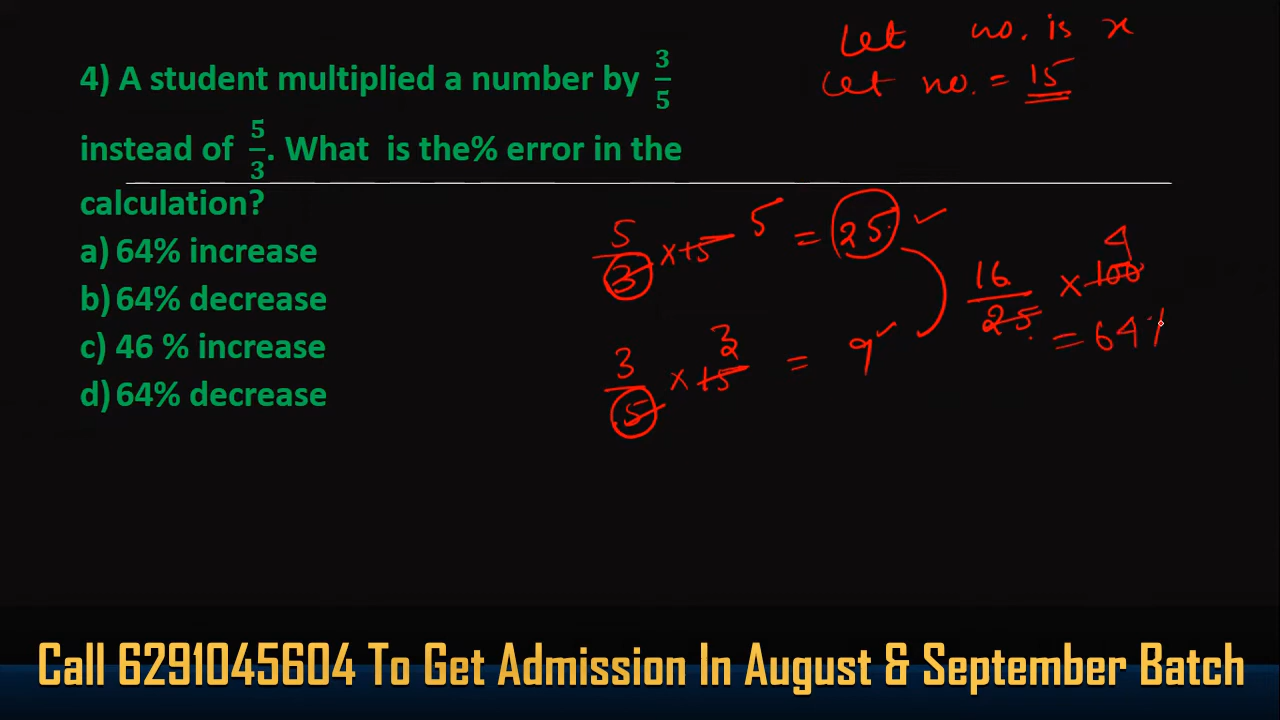 Let no. is x
Let no. = 15
4) A student multiplied a number by 3/5
instead of 5/3. What is the% error in the
calculation?
a) 64% increase
b) 64% decrease
c) 46 % increase
d) 64% decrease
5/3 × 15 5 = 25 ✓
16/25 × 100 4
= 64 %
3/5 × 15 3 = 9 ✓
Call 6291045604 To Get Admission In August & September Batch